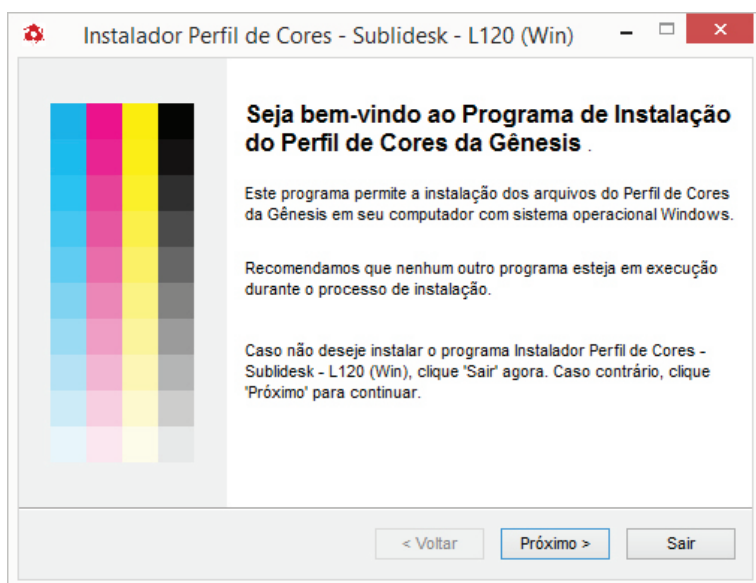 Instalador Perfil de Cores - Sublidesk - L120 (Win)
Seja bem-vindo ao Programa de Instalação
do Perfil de Cores da Gênesis .
Este programa permite a instalação dos arquivos do Perfil de Cores
da Gênesis em seu computador com sistema operacional Windows.
Recomendamos que nenhum outro programa esteja em execução
durante o processo de instalação.
Caso não deseje instalar o programa Instalador Perfil de Cores -
Sublidesk - L120 (Win), clique 'Sair' agora. Caso contrário, clique
'Próximo' para continuar.
< Voltar
Próximo >
Sair